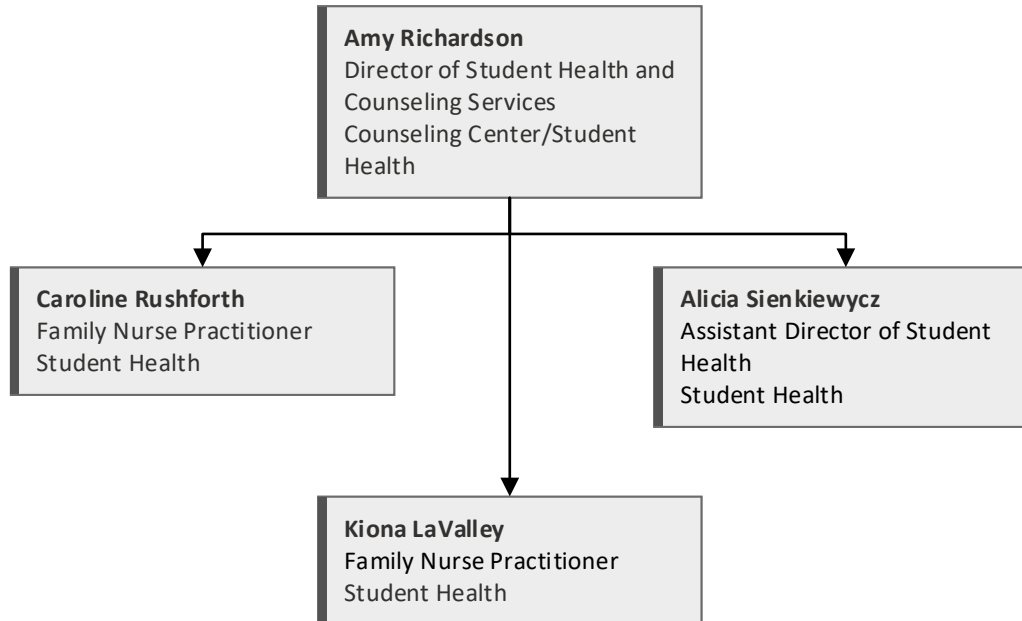 Amy Richardson
Director of Student Health and
Counseling Services
Counseling Center/Student
Health
Caroline Rushforth
Family Nurse Practitioner
Student Health
Alicia Sienkiewycz
Assistant Director of Student
Health
Student Health
Kiona LaValley
Family Nurse Practitioner
Student Health